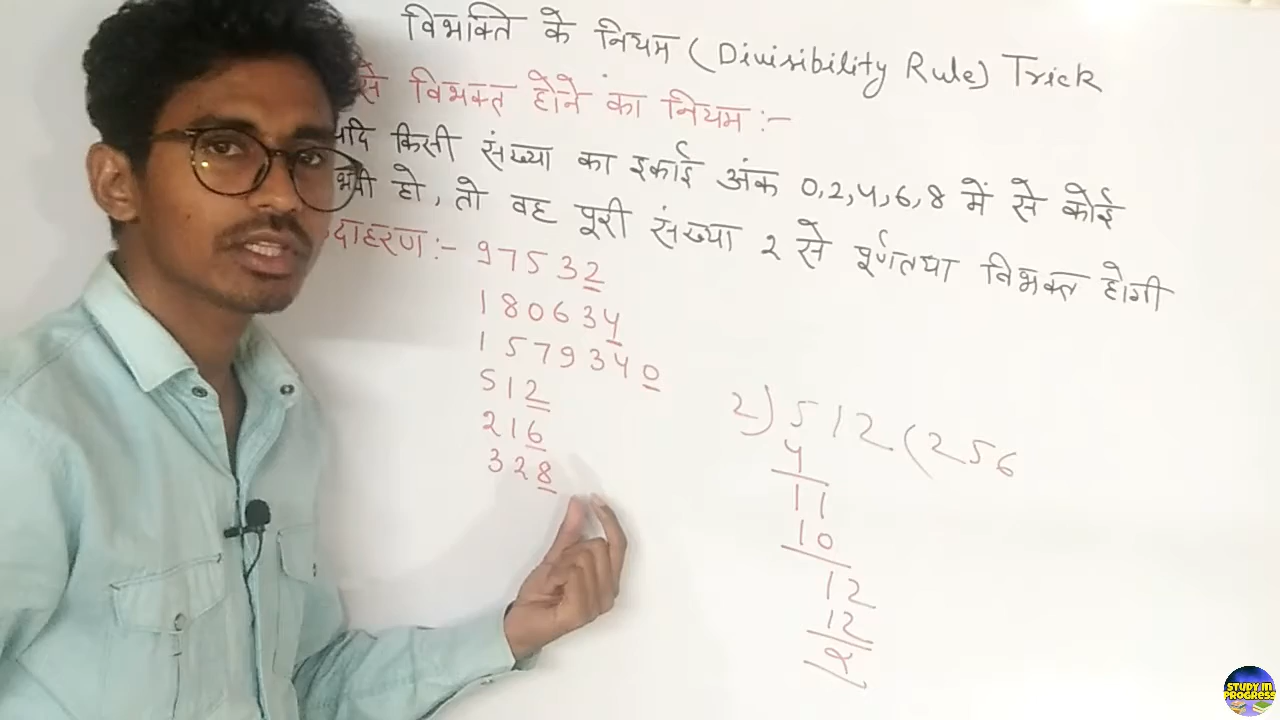 विभक्ति के नियम (Divisibility Rule) Trick
से विभक्त होने का नियम :-
यदि किसी संख्या का इकाई अंक 0,2,4,6,8 में से कोई
भी हो, तो वह पूरी संख्या 2 से पूर्णतया विभक्त होगी
उदाहरण :- 97532
180634
1579340
512
216
328
2) 512 (256
4
11
10
12
12
STUDY IN
PROGRESS